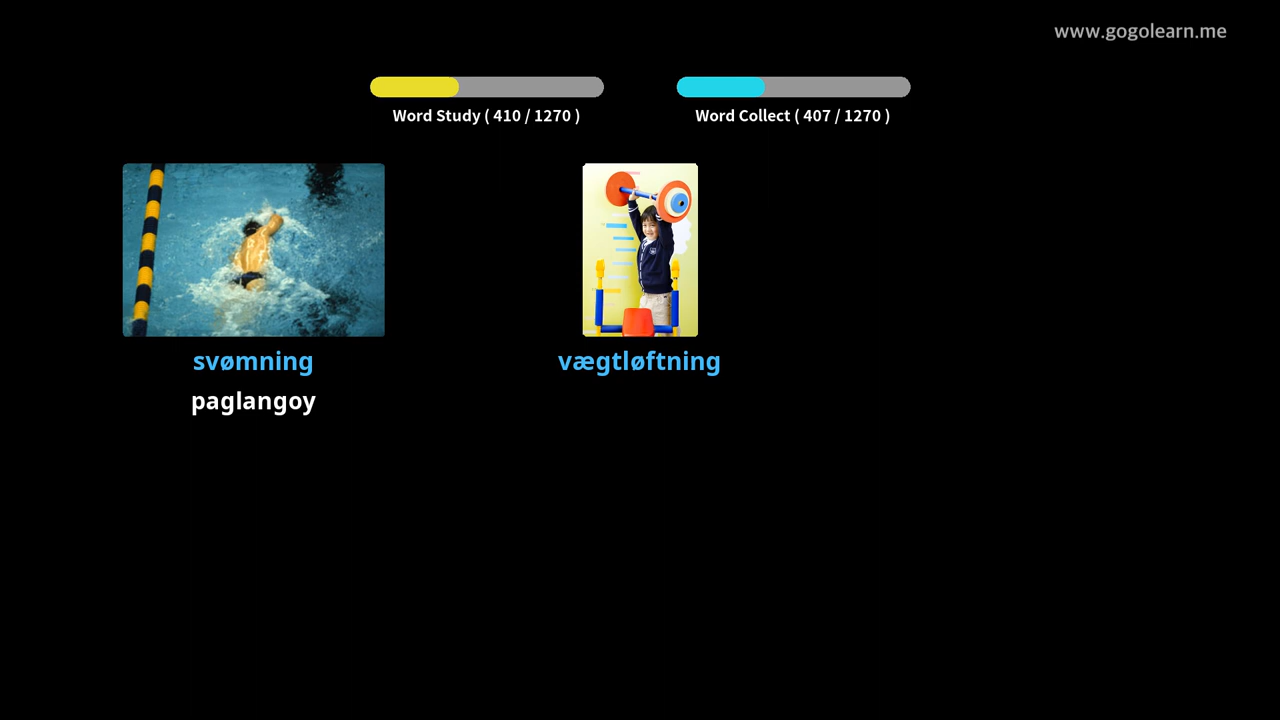 www.gogolearn.me
Word Study ( 410 / 1270 )
Word Collect ( 407 / 1270 )
svømning
vægtløftning
paglangoy